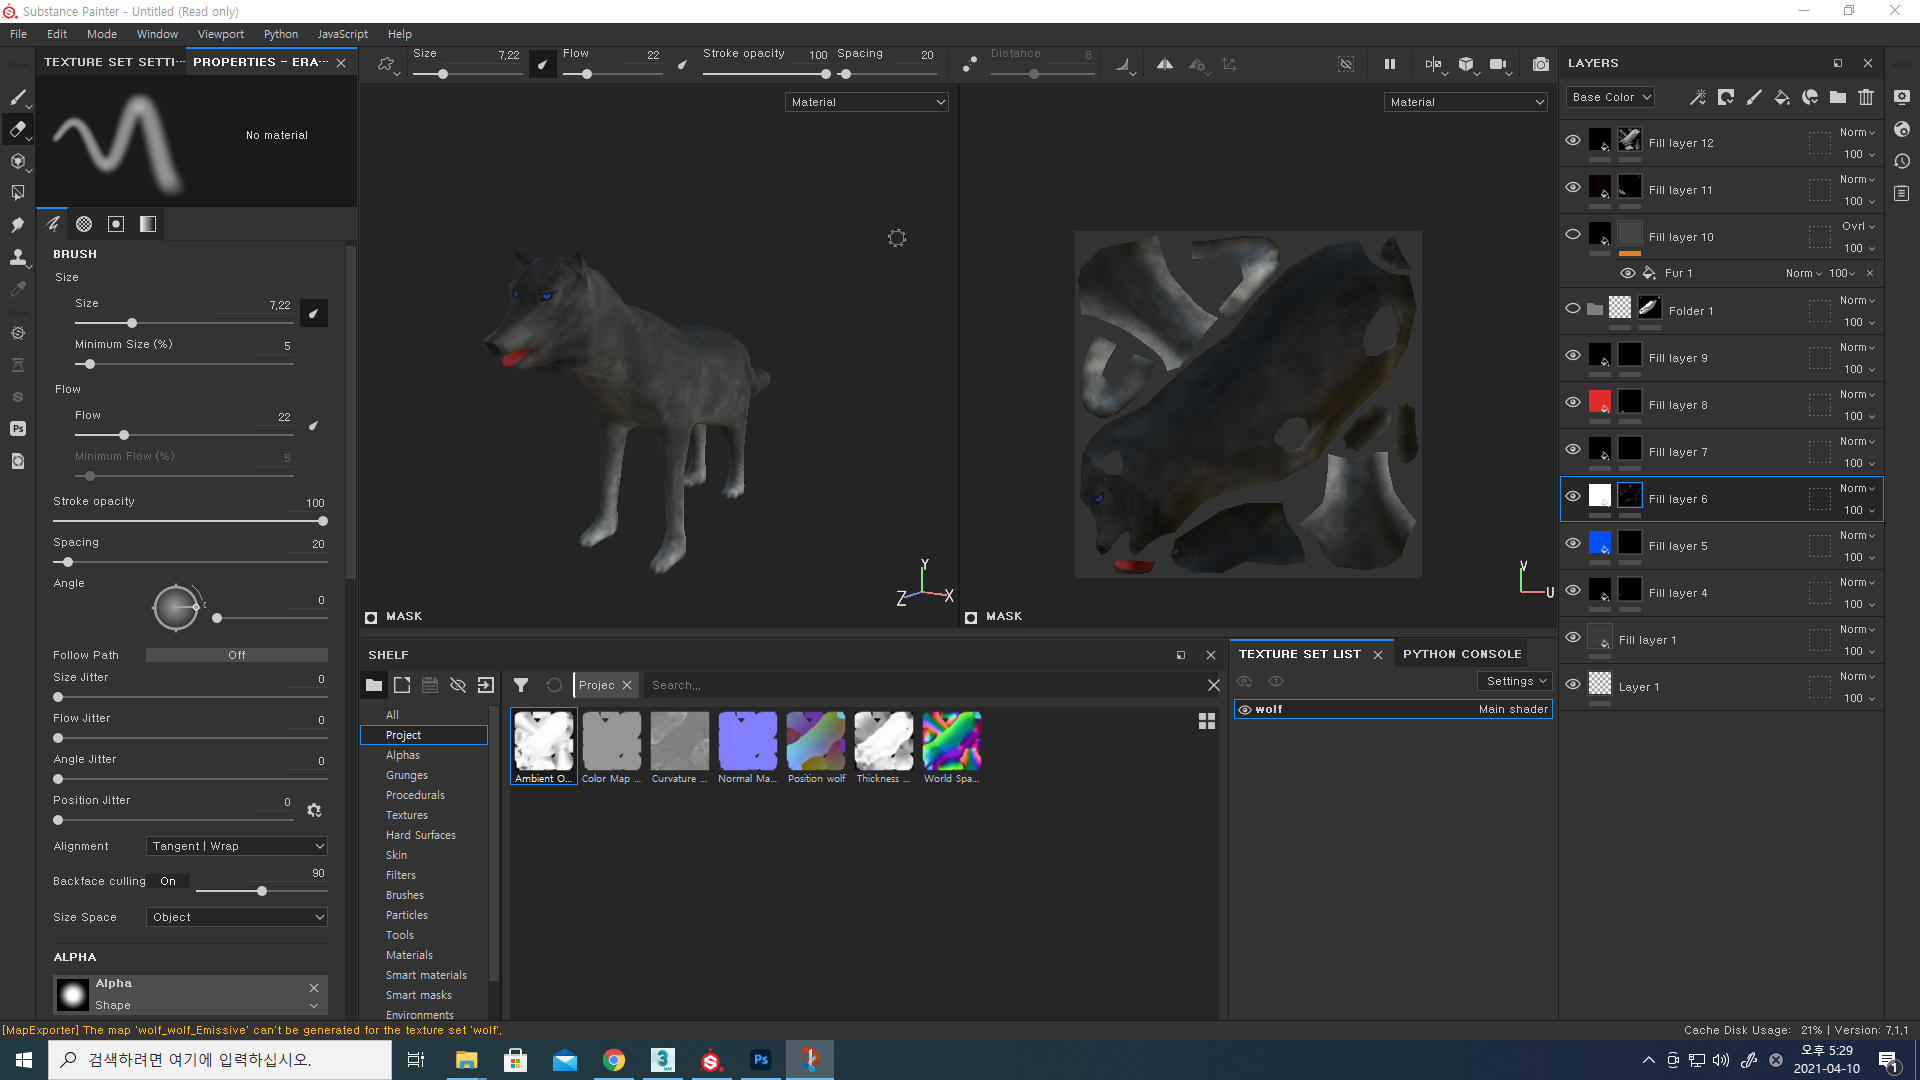 Substance Painter - Untitled (Read only)
File Edit Mode Window Viewport Python JavaScript Help
TEXTURE SET SETTI··· PROPERTIES - ERA···
Size 7,22 Flow 22 Stroke opacity 100 Spacing 20 Distance 8
LAYERS
No material
Material
Material
Base Color
BRUSH
Size
Size 7,22
Minimum Size (%) 5
Flow
Flow 22
Minimum Flow (%) 5
Stroke opacity 100
Spacing 20
Angle
0
Follow Path Off
Size Jitter 0
Flow Jitter 0
Angle Jitter 0
Position Jitter 0
Alignment Tangent | Wrap
Backface culling On 90
Size Space Object
ALPHA
Alpha
Shape
Y
Z X
MASK
V
U
MASK
Fill layer 12 Norm 100
Fill layer 11 Norm 100
Fill layer 10 Ovrl 100
Fur 1 Norm 100
Folder 1 Norm 100
Fill layer 9 Norm 100
Fill layer 8 Norm 100
Fill layer 7 Norm 100
Fill layer 6 Norm 100
Fill layer 5 Norm 100
Fill layer 4 Norm 100
Fill layer 1 Norm 100
Layer 1 Norm 100
SHELF
Projec Search...
All
Project
Alphas
Grunges
Procedurals
Textures
Hard Surfaces
Skin
Filters
Brushes
Particles
Tools
Materials
Smart materials
Smart masks
Environments
Ambient O... Color Map ... Curvature ... Normal Ma... Position wolf Thickness ... World Spa...
TEXTURE SET LIST PYTHON CONSOLE
Settings
wolf Main shader
[MapExporter] The map 'wolf_wolf_Emissive' can't be generated for the texture set 'wolf',
Cache Disk Usage: 21% | Version: 7,1,1
검색하려면 여기에 입력하십시오.
Ps
오후 5:29
2021-04-10
1